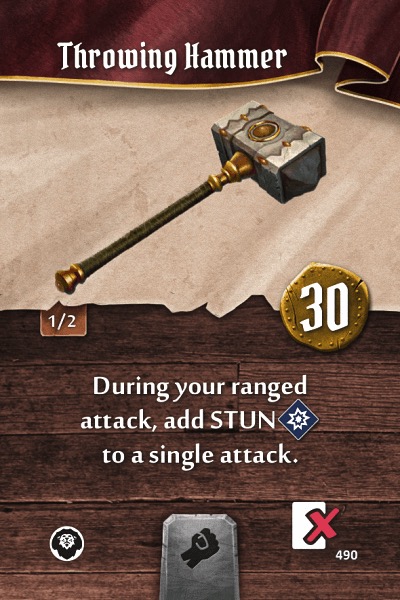 Throwing Hammer
1/2
30
During your ranged
attack, add STUN
to a single attack.
490